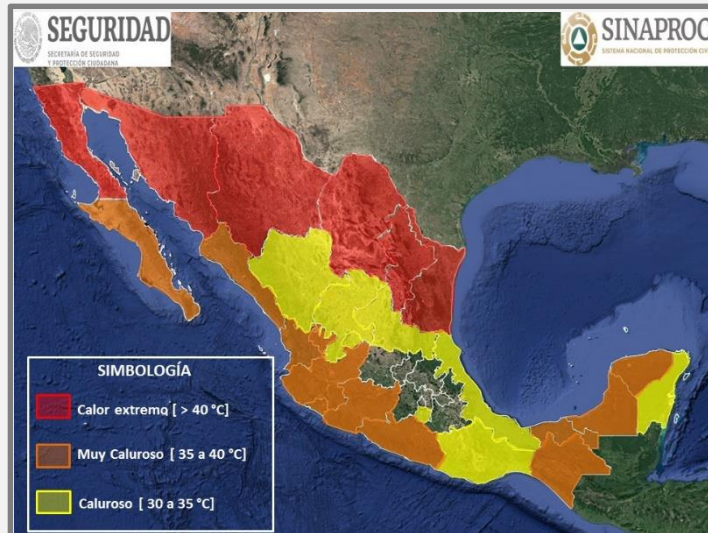 SEGURIDAD
SECRETARÍA DE SEGURIDAD
Y PROTECCIÓN CIUDADANA
SINAPROC
SISTEMA NACIONAL DE PROTECCIÓN CIV
SIMBOLOGÍA
Calor extremo [ > 40 °C]
Muy Caluroso [ 35 a 40 °C]
Caluroso [ 30 a 35 °C]